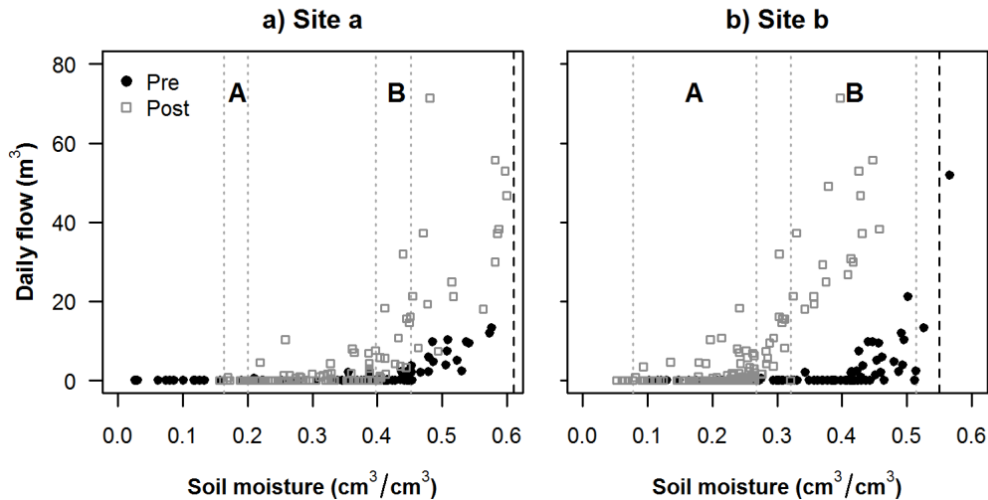 a) Site a
b) Site b
Daily flow (m³)
80
60
40
20
0
Pre
Post
A
B
A
B
0.0 0.1 0.2 0.3 0.4 0.5 0.6
0.0 0.1 0.2 0.3 0.4 0.5 0.6
Soil moisture (cm³/cm³)
Soil moisture (cm³/cm³)